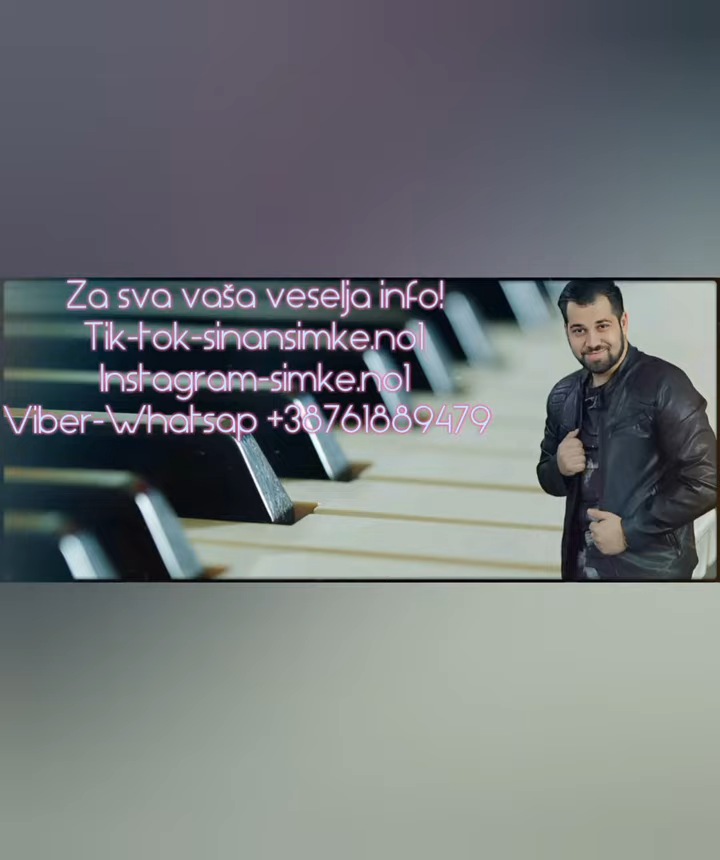 Za sva vaša veselja info!
Tik-tok-sinansimke.no1
Instagram-simke.no1
Viber-Whatsap +38761889479